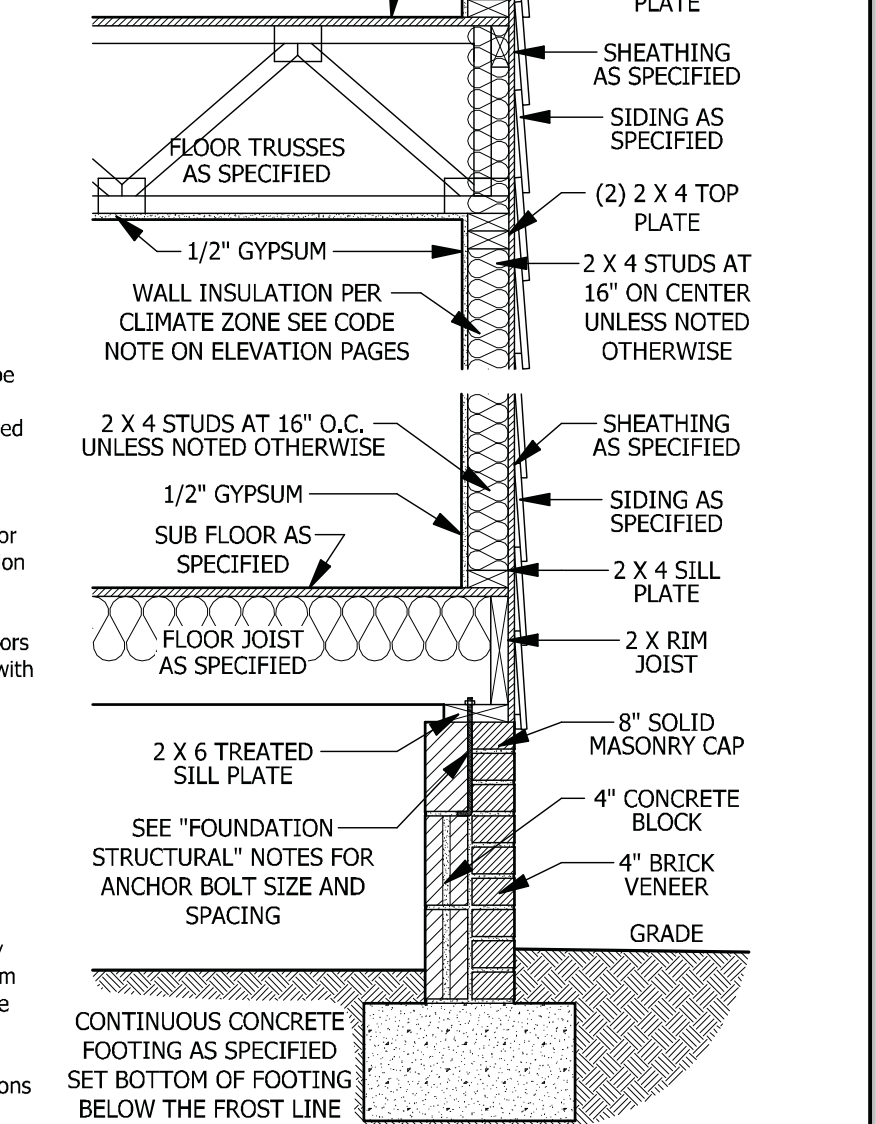 PLATE
SHEATHING
AS SPECIFIED
SIDING AS
SPECIFIED
FLOOR TRUSSES
AS SPECIFIED
(2) 2 X 4 TOP
PLATE
1/2" GYPSUM
2 X 4 STUDS AT
16" ON CENTER
UNLESS NOTED
OTHERWISE
WALL INSULATION PER
CLIMATE ZONE SEE CODE
NOTE ON ELEVATION PAGES
2 X 4 STUDS AT 16" O.C.
UNLESS NOTED OTHERWISE
SHEATHING
AS SPECIFIED
1/2" GYPSUM
SIDING AS
SPECIFIED
SUB FLOOR AS
SPECIFIED
2 X 4 SILL
PLATE
FLOOR JOIST
AS SPECIFIED
2 X RIM
JOIST
2 X 6 TREATED
SILL PLATE
8" SOLID
MASONRY CAP
SEE "FOUNDATION
STRUCTURAL" NOTES FOR
ANCHOR BOLT SIZE AND
SPACING
4" CONCRETE
BLOCK
4" BRICK
VENEER
GRADE
CONTINUOUS CONCRETE
FOOTING AS SPECIFIED
SET BOTTOM OF FOOTING
BELOW THE FROST LINE
with